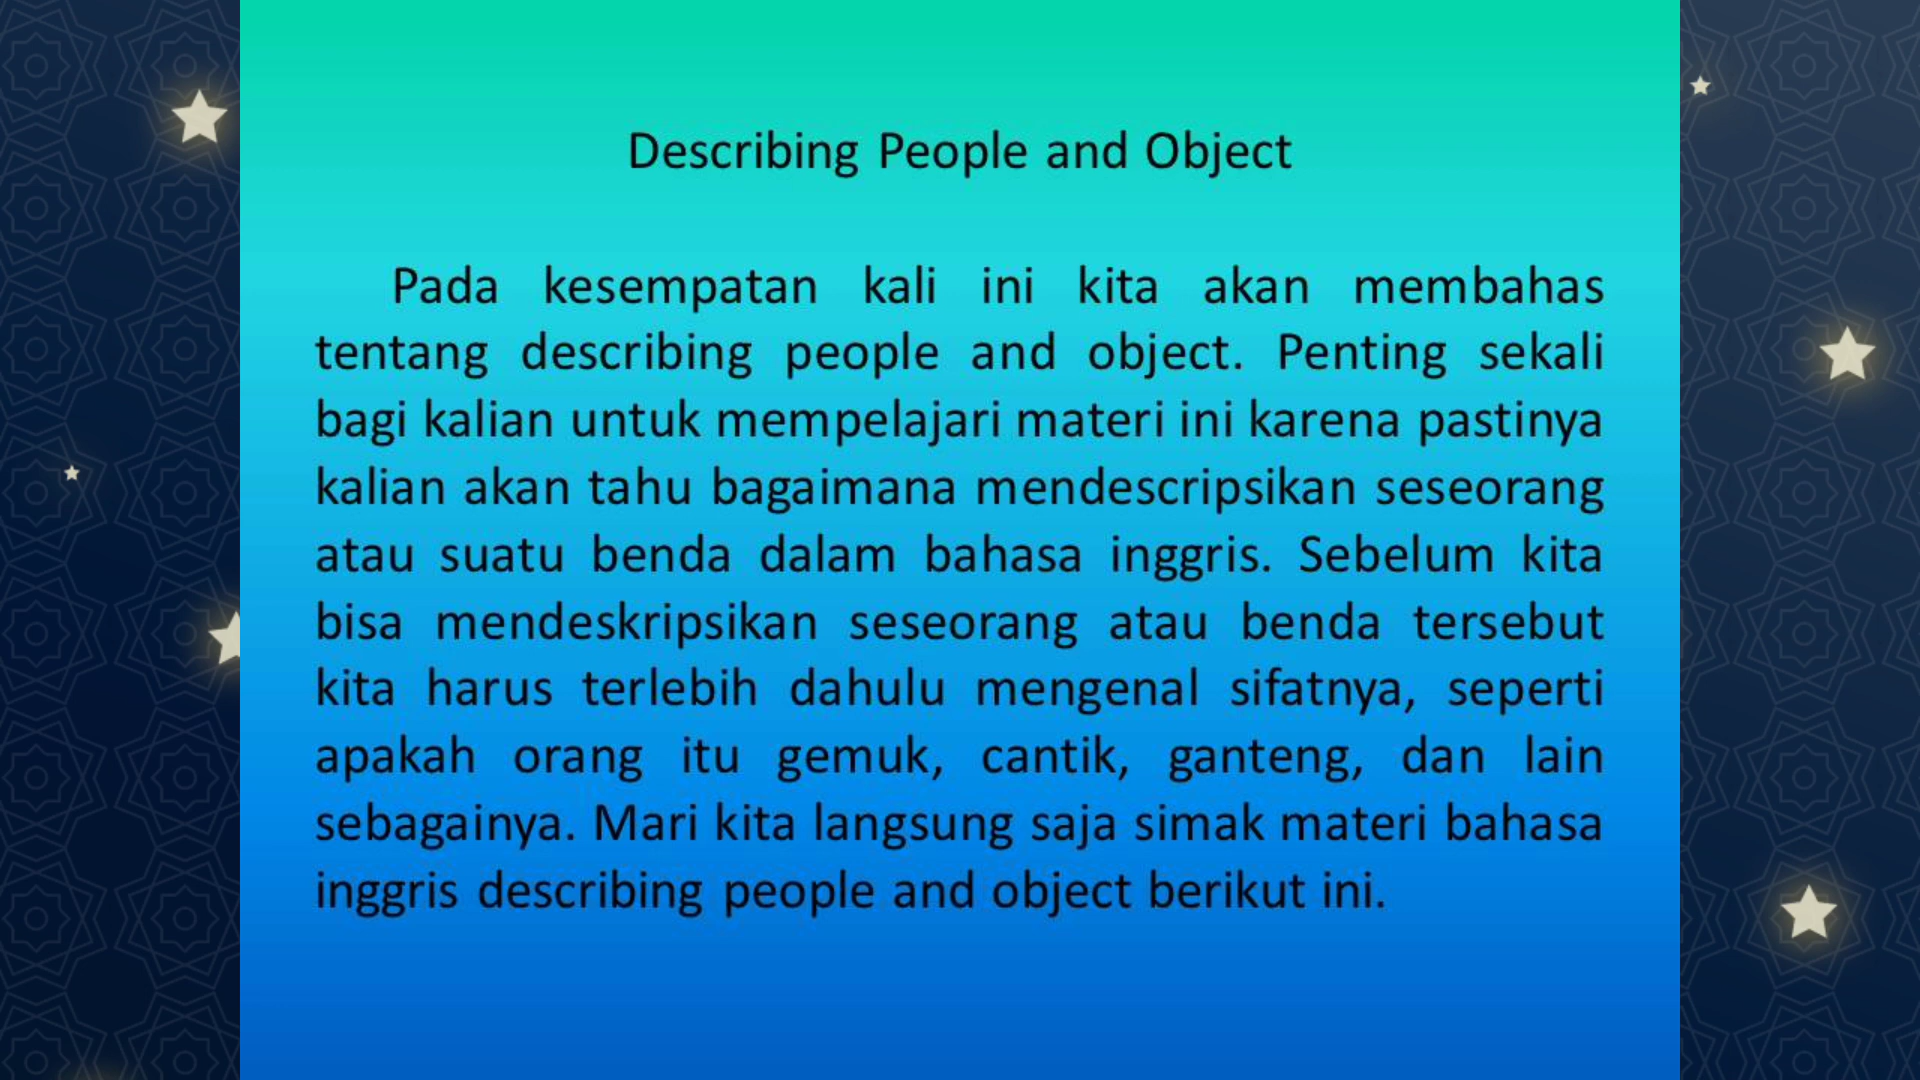 Describing People and Object
Pada kesempatan kali ini kita akan membahas
tentang describing people and object. Penting sekali
bagi kalian untuk mempelajari materi ini karena pastinya
kalian akan tahu bagaimana mendescripsikan seseorang
atau suatu benda dalam bahasa inggris. Sebelum kita
bisa mendeskripsikan seseorang atau benda tersebut
kita harus terlebih dahulu mengenal sifatnya, seperti
apakah orang itu gemuk, cantik, ganteng, dan lain
sebagainya. Mari kita langsung saja simak materi bahasa
inggris describing people and object berikut ini.